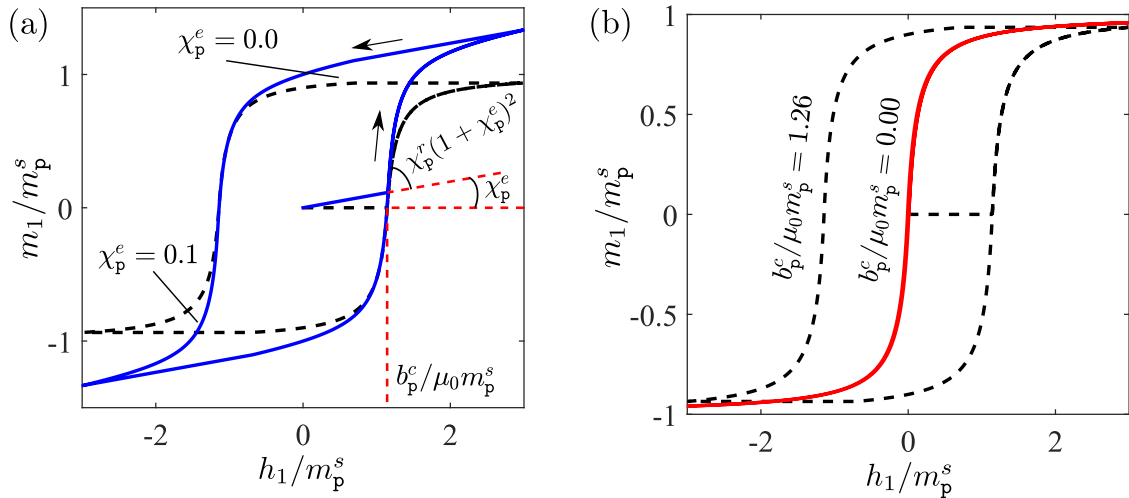 (a)
χ_p^e = 0.0
χ_p^r(1 + χ_p^e)^2
χ_p^e
χ_p^e = 0.1
b_p^c/μ_0 m_p^s
1
0
-1
-2
0
2
m_1/m_p^s
h_1/m_p^s
(b)
b_p^c/μ_0 m_p^s = 1.26
b_p^c/μ_0 m_p^s = 0.00
1
0.5
0
-0.5
-1
-2
0
2
m_1/m_p^s
h_1/m_p^s